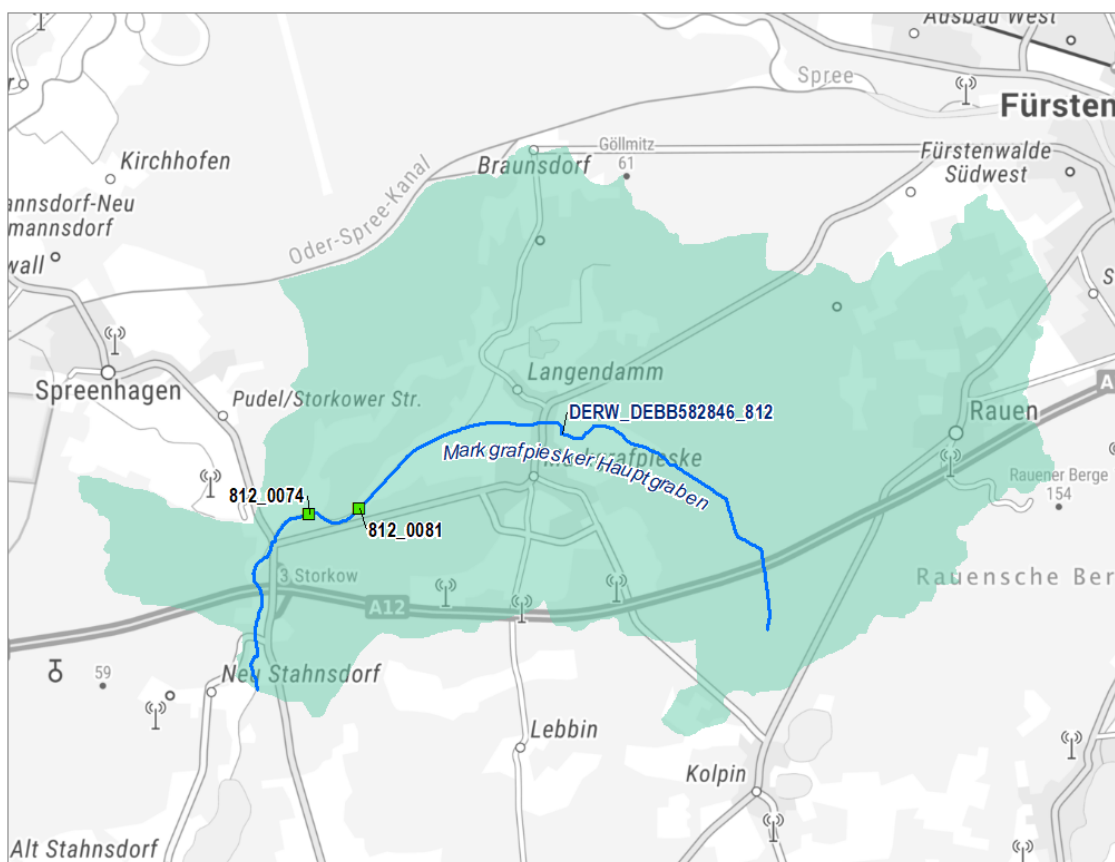 Ausbau West
Spree
Fürsten
Göllmitz
61
Braunsdorf
Kirchhofen
Fürstenwalde
Südwest
annsdorf-Neu
mannsdorf
Oder-Spree-Kanal
wall
S
Langendamm
Spreenhagen
A
Pudel/Storkower Str.
DERW_DEBB582846_812
Rauen
Markgrafpieske
Markgrafpiesker Hauptgraben
812_0074
Rauener Berge
154
812_0081
3 Storkow
Rauensche Ber
A12
59
Neu Stahnsdorf
Lebbin
Kolpin
Alt Stahnsdorf